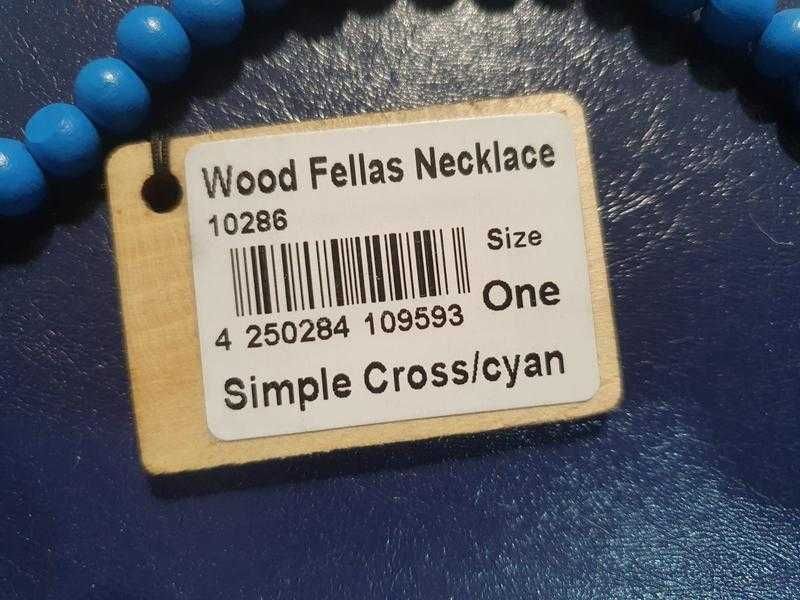 Wood Fellas Necklace
10286
Size
One
4 250284 109593
Simple Cross/cyan